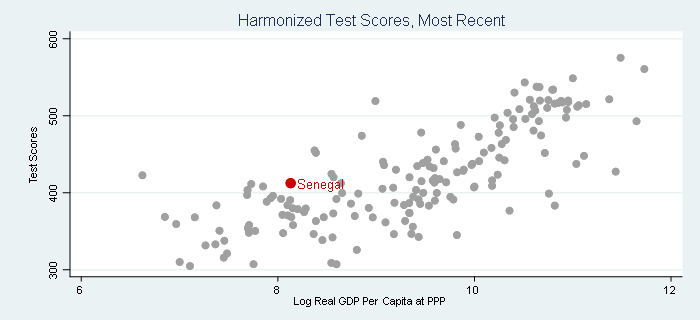 Harmonized Test Scores, Most Recent
600
500
400
300
Test Scores
Senegal
6
8
10
12
Log Real GDP Per Capita at PPP